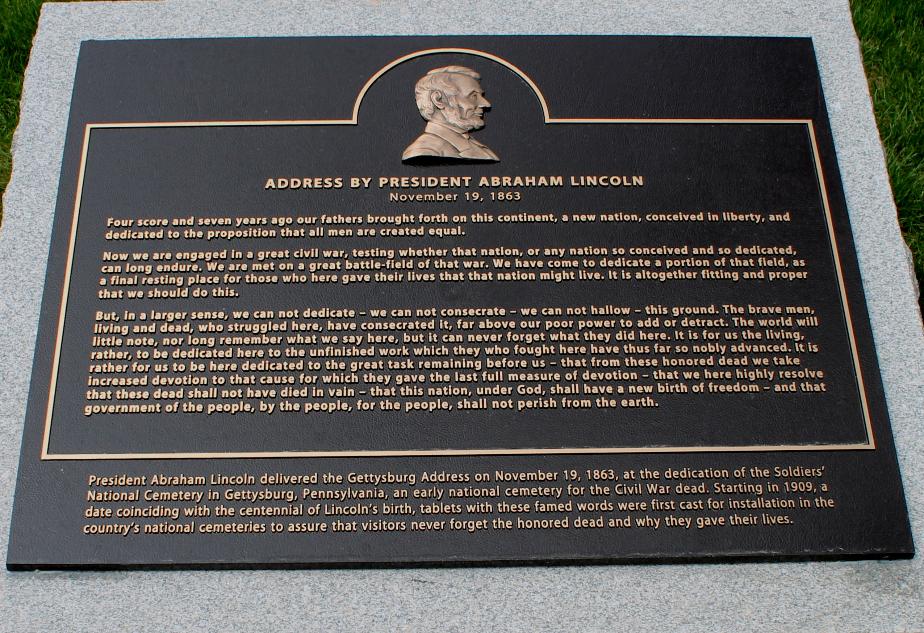 ADDRESS BY PRESIDENT ABRAHAM LINCOLN
November 19, 1863
Four score and seven years ago our fathers brought forth on this continent, a new nation, conceived in liberty, and
dedicated to the proposition that all men are created equal.
Now we are engaged in a great civil war, testing whether that nation, or any nation so conceived and so dedicated,
can long endure. We are met on a great battle-field of that war. We have come to dedicate a portion of that field, as
a final resting place for those who here gave their lives that that nation might live. It is altogether fitting and proper
that we should do this.
But, in a larger sense, we can not dedicate – we can not consecrate – we can not hallow – this ground. The brave men,
living and dead, who struggled here, have consecrated it, far above our poor power to add or detract. The world will
little note, nor long remember what we say here, but it can never forget what they did here. It is for us the living,
rather, to be dedicated here to the unfinished work which they who fought here have thus far so nobly advanced. It is
rather for us to be here dedicated to the great task remaining before us – that from these honored dead we take
increased devotion to that cause for which they gave the last full measure of devotion – that we here highly resolve
that these dead shall not have died in vain – that this nation, under God, shall have a new birth of freedom – and that
government of the people, by the people, for the people, shall not perish from the earth.
President Abraham Lincoln delivered the Gettysburg Address on November 19, 1863, at the dedication of the Soldiers'
National Cemetery in Gettysburg, Pennsylvania, an early national cemetery for the Civil War dead. Starting in 1909, a
date coinciding with the centennial of Lincoln's birth, tablets with these famed words were first cast for installation in the
country's national cemeteries to assure that visitors never forget the honored dead and why they gave their lives.